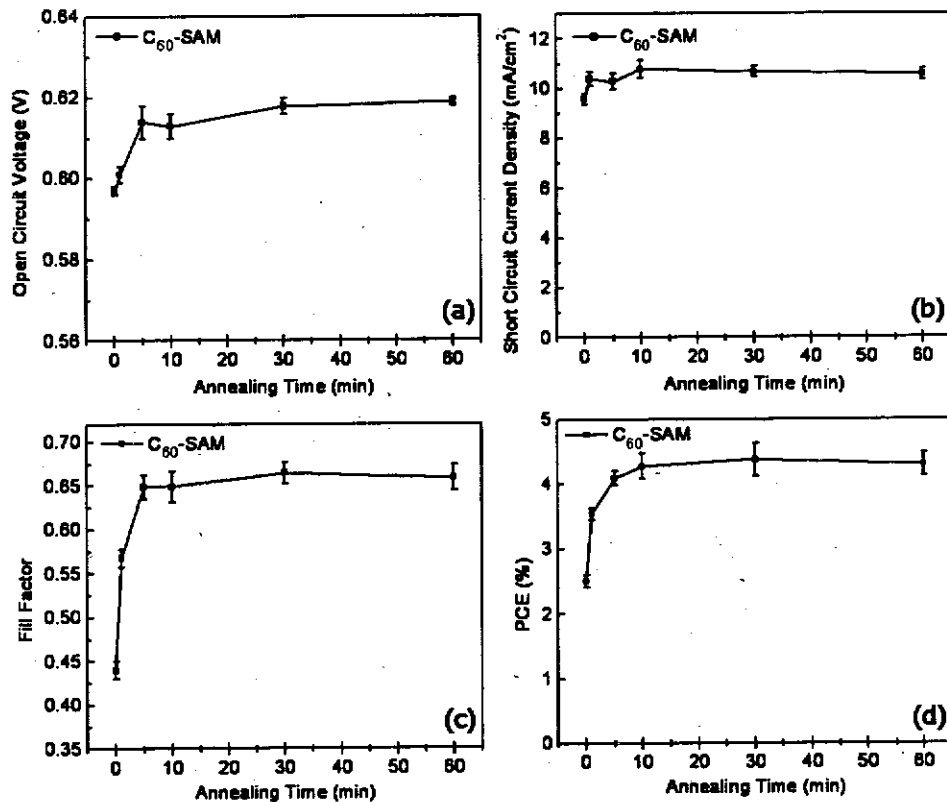 0.64
0.62
0.60
0.58
0.56
C60-SAM
Open Circuit Voltage (V)
(a)
0 10 20 30 40 50 60
Annealing Time (min)
12
10
8
6
4
2
0
C60-SAM
Short Circuit Current Density (mA/cm2)
(b)
0 10 20 30 40 50 60
Annealing Time (min)
0.70
0.65
0.60
0.55
0.50
0.45
0.40
0.35
C60-SAM
Fill Factor
(c)
0 10 20 30 40 50 60
Annealing Time (min)
5
4
3
2
1
0
C60-SAM
PCE (%)
(d)
0 10 20 30 40 50 60
Annealing Time (min)